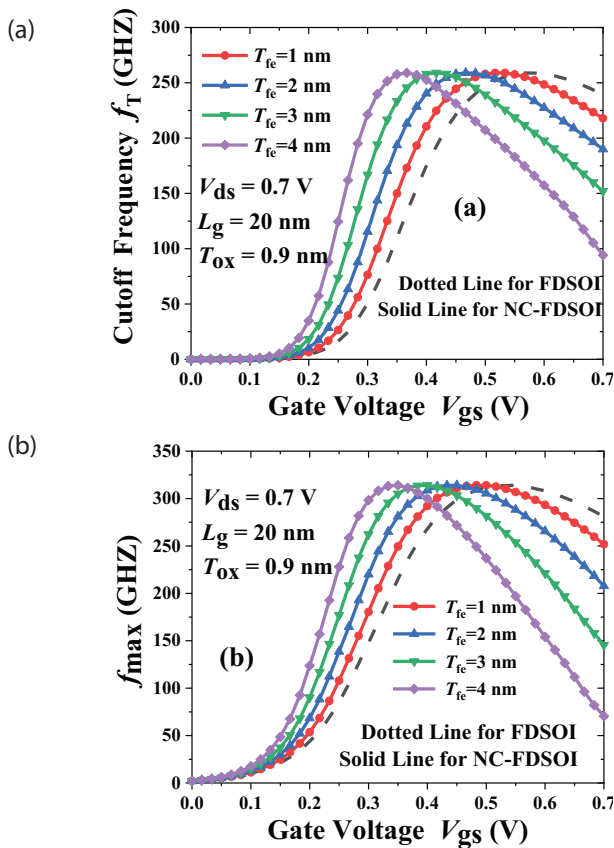 (a)
Cutoff Frequency fT (GHZ)
300
250
200
150
100
50
0
Tfe=1 nm
Tfe=2 nm
Tfe=3 nm
Tfe=4 nm
Vds = 0.7 V
Lg = 20 nm
Tox = 0.9 nm
(a)
Dotted Line for FDSOI
Solid Line for NC-FDSOI
0.0 0.1 0.2 0.3 0.4 0.5 0.6 0.7
Gate Voltage Vgs (V)
(b)
fmax (GHZ)
350
300
250
200
150
100
50
0
Vds = 0.7 V
Lg = 20 nm
Tox = 0.9 nm
(b)
Tfe=1 nm
Tfe=2 nm
Tfe=3 nm
Tfe=4 nm
Dotted Line for FDSOI
Solid Line for NC-FDSOI
0.0 0.1 0.2 0.3 0.4 0.5 0.6 0.7
Gate Voltage Vgs (V)